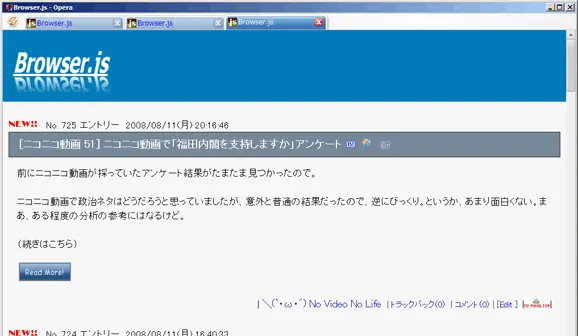 Browser.js - Opera
Browser.js
Browser.js
Browser.js
Browser.js
NEW!! No. 725 エントリー 2008/08/11(月) 20:16:46
[ニコニコ動画 51] ニコニコ動画で「福田内閣を支持しますか」アンケート
前にニコニコ動画が採っていたアンケート結果がたまたま見つかったので。
ニコニコ動画で政治ネタはどうだろうと思っていましたが、意外と普通の結果だったので、逆にびっくり。というか、あまり面白くない。ま
あ、ある程度の分析の参考にはなるけど。
(続きはこちら)
Read More!
| ＼(`・ω・´) No Video No Life | トラックバック(0) | コメント(0) | [Edit ] TO PAGE TOP
NEW!! No. 724 エントリー 2008/08/11(月) 16:40:33